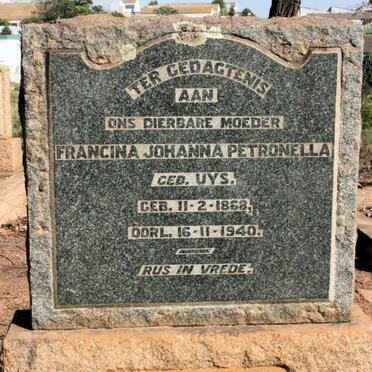 TER GEDAGTENIS
AAN
ONS DIERBARE MOEDER
FRANCINA JOHANNA PETRONELLA
GEB. UYS.
GEB. 11-2-1868,
OORL. 16-11-1940.
RUS IN VREDE.